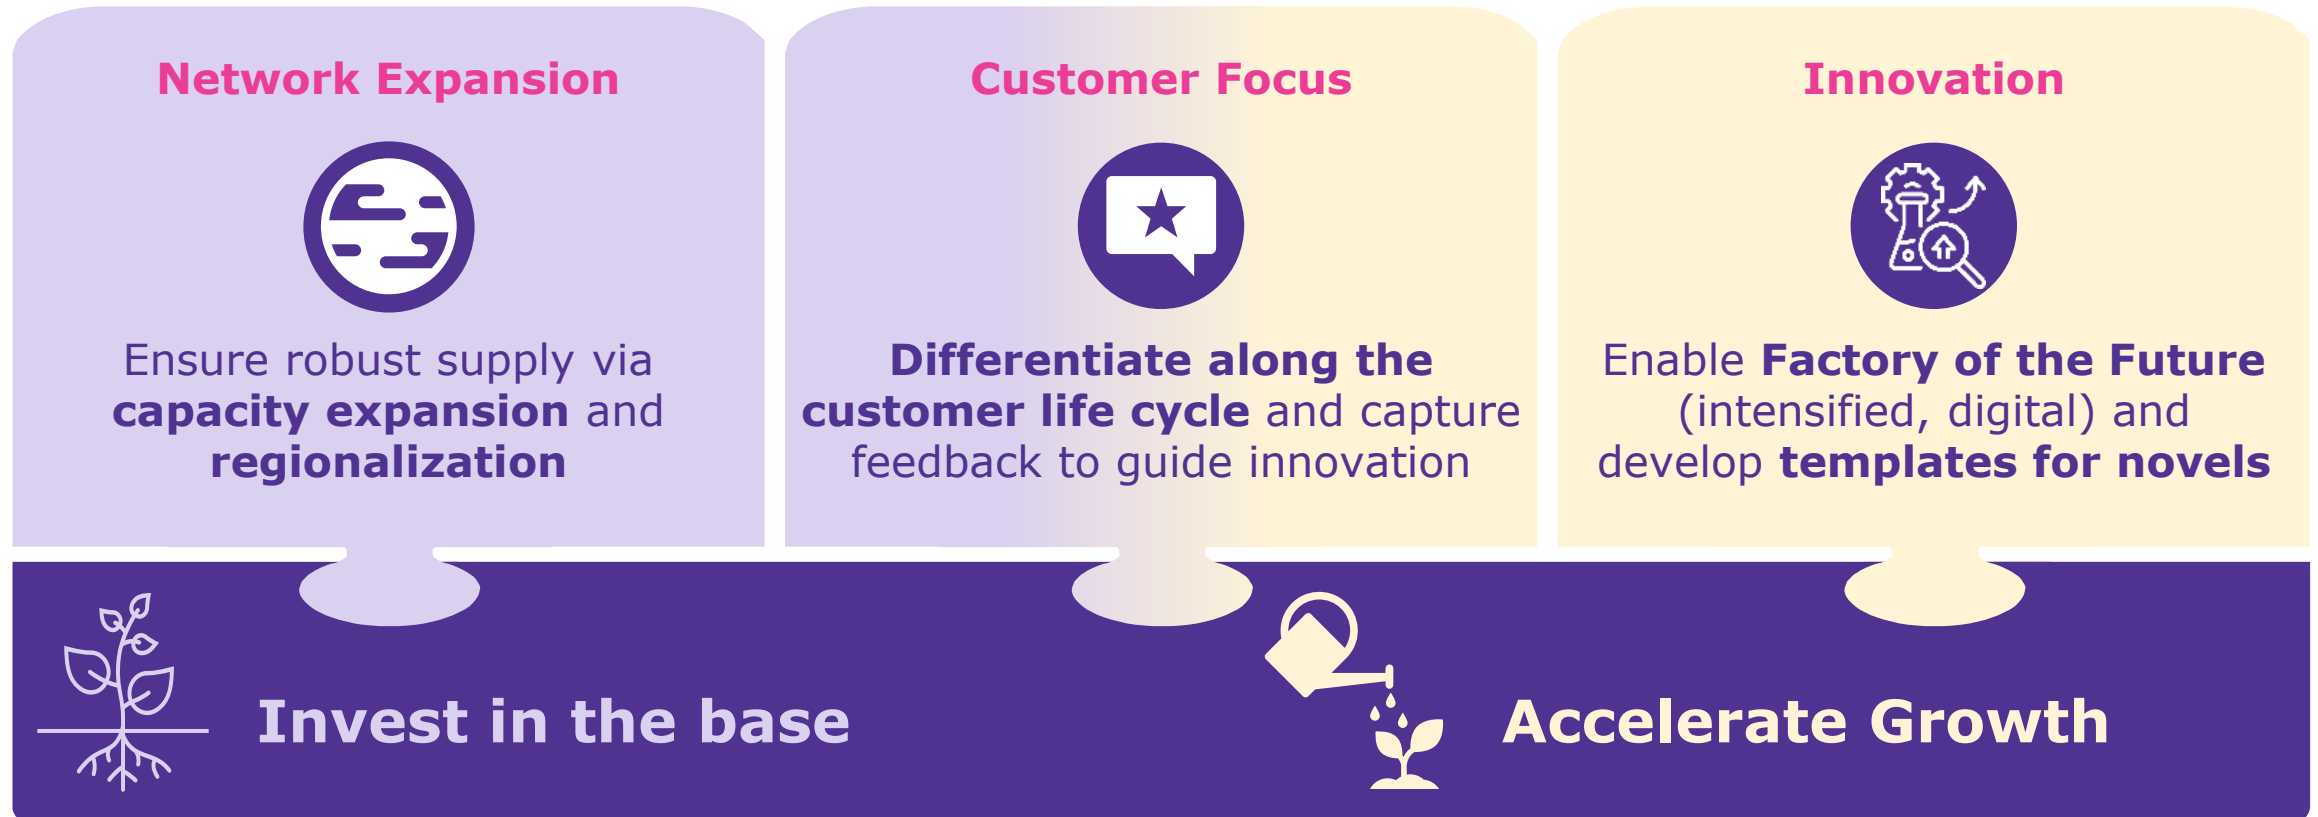 Network Expansion
Ensure robust supply via
capacity expansion and
regionalization
Customer Focus
Differentiate along the
customer life cycle and capture
feedback to guide innovation
Innovation
Enable Factory of the Future
(intensified, digital) and
develop templates for novels
Invest in the base
Accelerate Growth